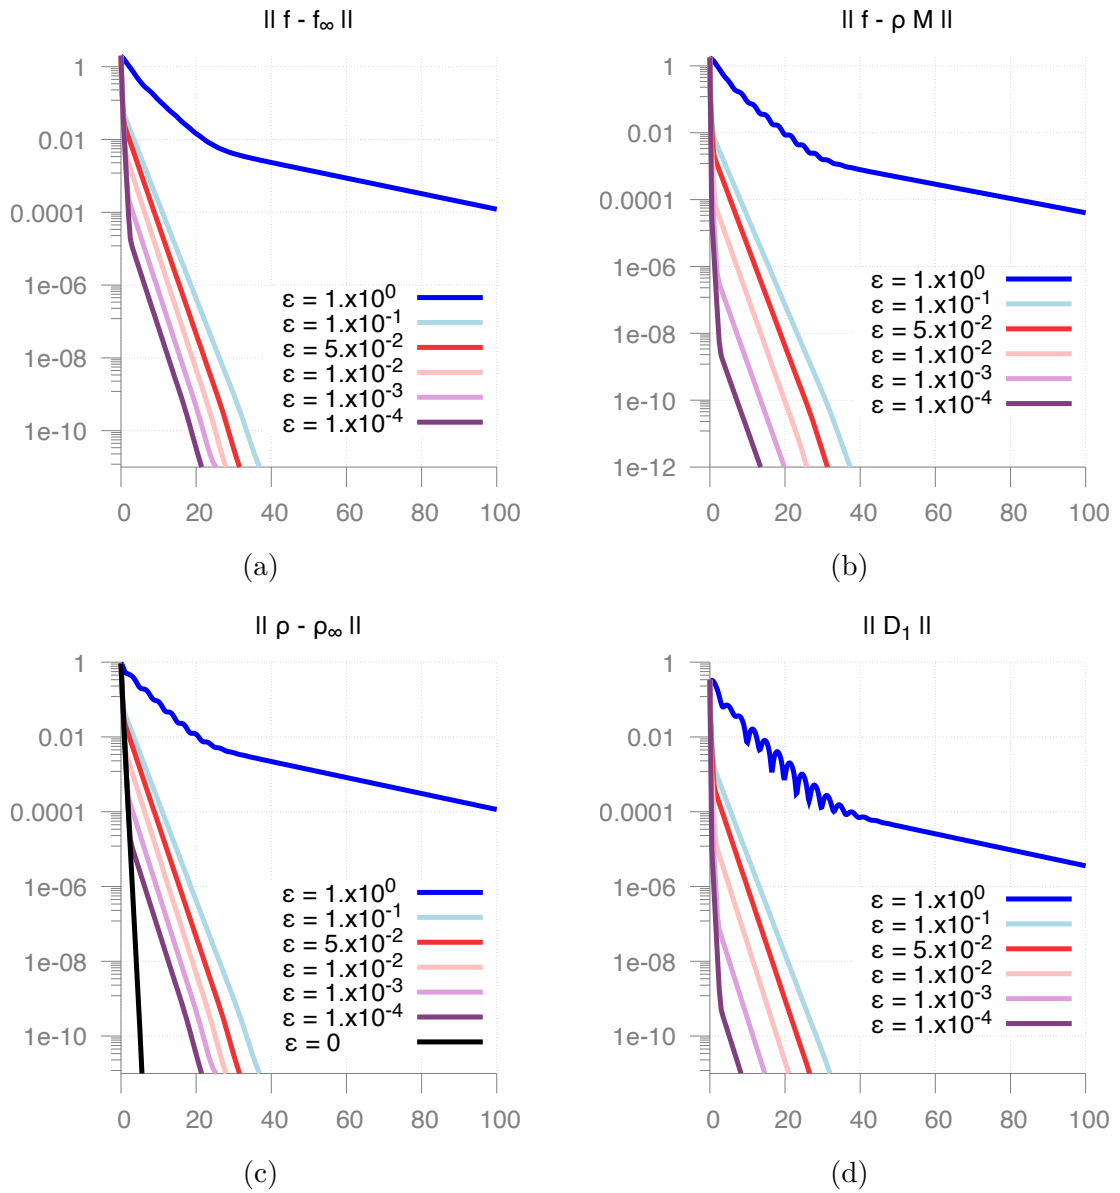 || f - f∞ ||
1
0.01
0.0001
1e-06
1e-08
1e-10
ε = 1.x10⁰
ε = 1.x10⁻¹
ε = 5.x10⁻²
ε = 1.x10⁻²
ε = 1.x10⁻³
ε = 1.x10⁻⁴
0 20 40 60 80 100
(a)
|| f - ρ M ||
1
0.01
0.0001
1e-06
1e-08
1e-10
1e-12
ε = 1.x10⁰
ε = 1.x10⁻¹
ε = 5.x10⁻²
ε = 1.x10⁻²
ε = 1.x10⁻³
ε = 1.x10⁻⁴
0 20 40 60 80 100
(b)
|| ρ - ρ∞ ||
1
0.01
0.0001
1e-06
1e-08
1e-10
ε = 1.x10⁰
ε = 1.x10⁻¹
ε = 5.x10⁻²
ε = 1.x10⁻²
ε = 1.x10⁻³
ε = 1.x10⁻⁴
ε = 0
0 20 40 60 80 100
(c)
|| D₁ ||
1
0.01
0.0001
1e-06
1e-08
1e-10
ε = 1.x10⁰
ε = 1.x10⁻¹
ε = 5.x10⁻²
ε = 1.x10⁻²
ε = 1.x10⁻³
ε = 1.x10⁻⁴
0 20 40 60 80 100
(d)